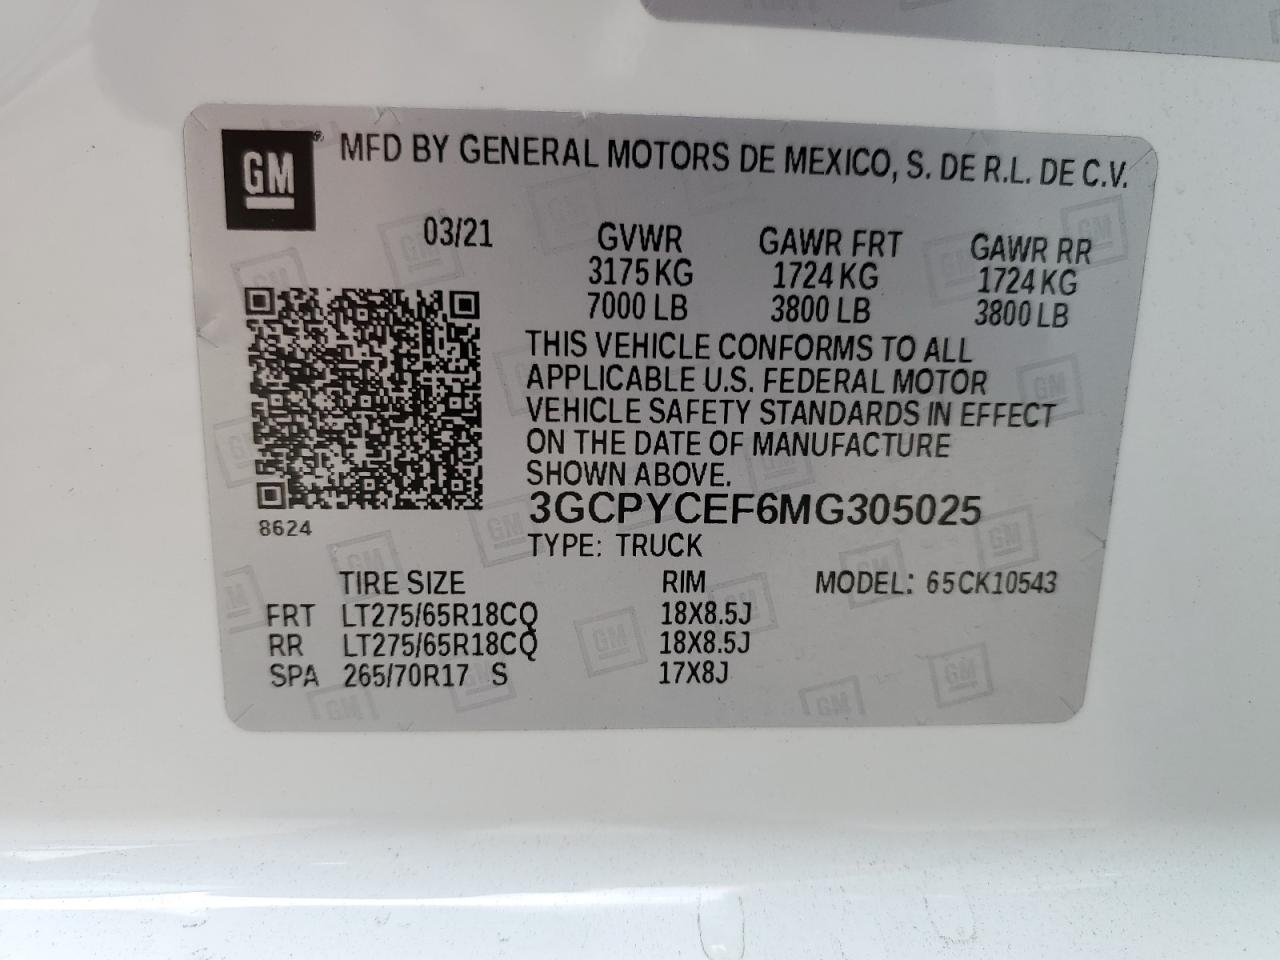 GM® MFD BY GENERAL MOTORS DE MEXICO, S. DE R.L. DE C.V.
03/21 GVWR GAWR FRT GAWR RR
3175 KG 1724 KG 1724 KG
7000 LB 3800 LB 3800 LB
THIS VEHICLE CONFORMS TO ALL
APPLICABLE U.S. FEDERAL MOTOR
VEHICLE SAFETY STANDARDS IN EFFECT
ON THE DATE OF MANUFACTURE
SHOWN ABOVE.
3GCPYCEF6MG305025
8624
TYPE: TRUCK
TIRE SIZE RIM MODEL: 65CK10543
FRT LT275/65R18CQ 18X8.5J
RR LT275/65R18CQ 18X8.5J
SPA 265/70R17 S 17X8J